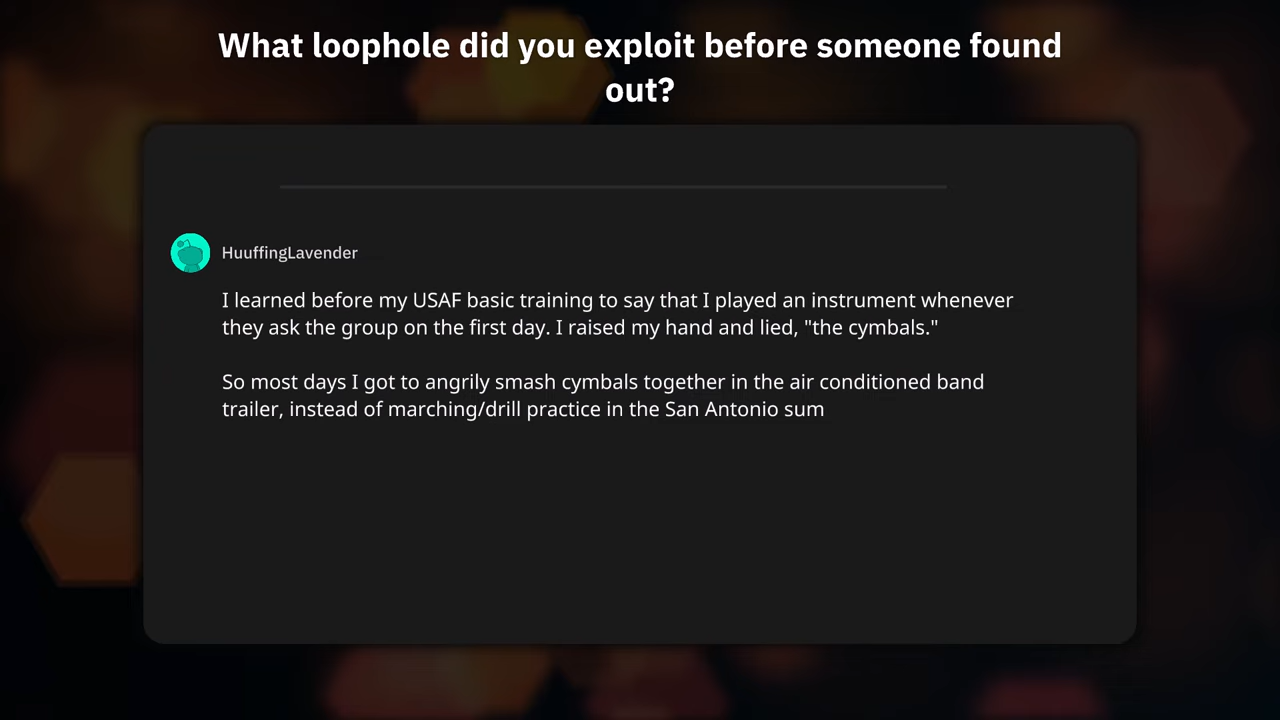 What loophole did you exploit before someone found
out?
HuuffingLavender
I learned before my USAF basic training to say that I played an instrument whenever
they ask the group on the first day. I raised my hand and lied, "the cymbals."
So most days I got to angrily smash cymbals together in the air conditioned band
trailer, instead of marching/drill practice in the San Antonio sum